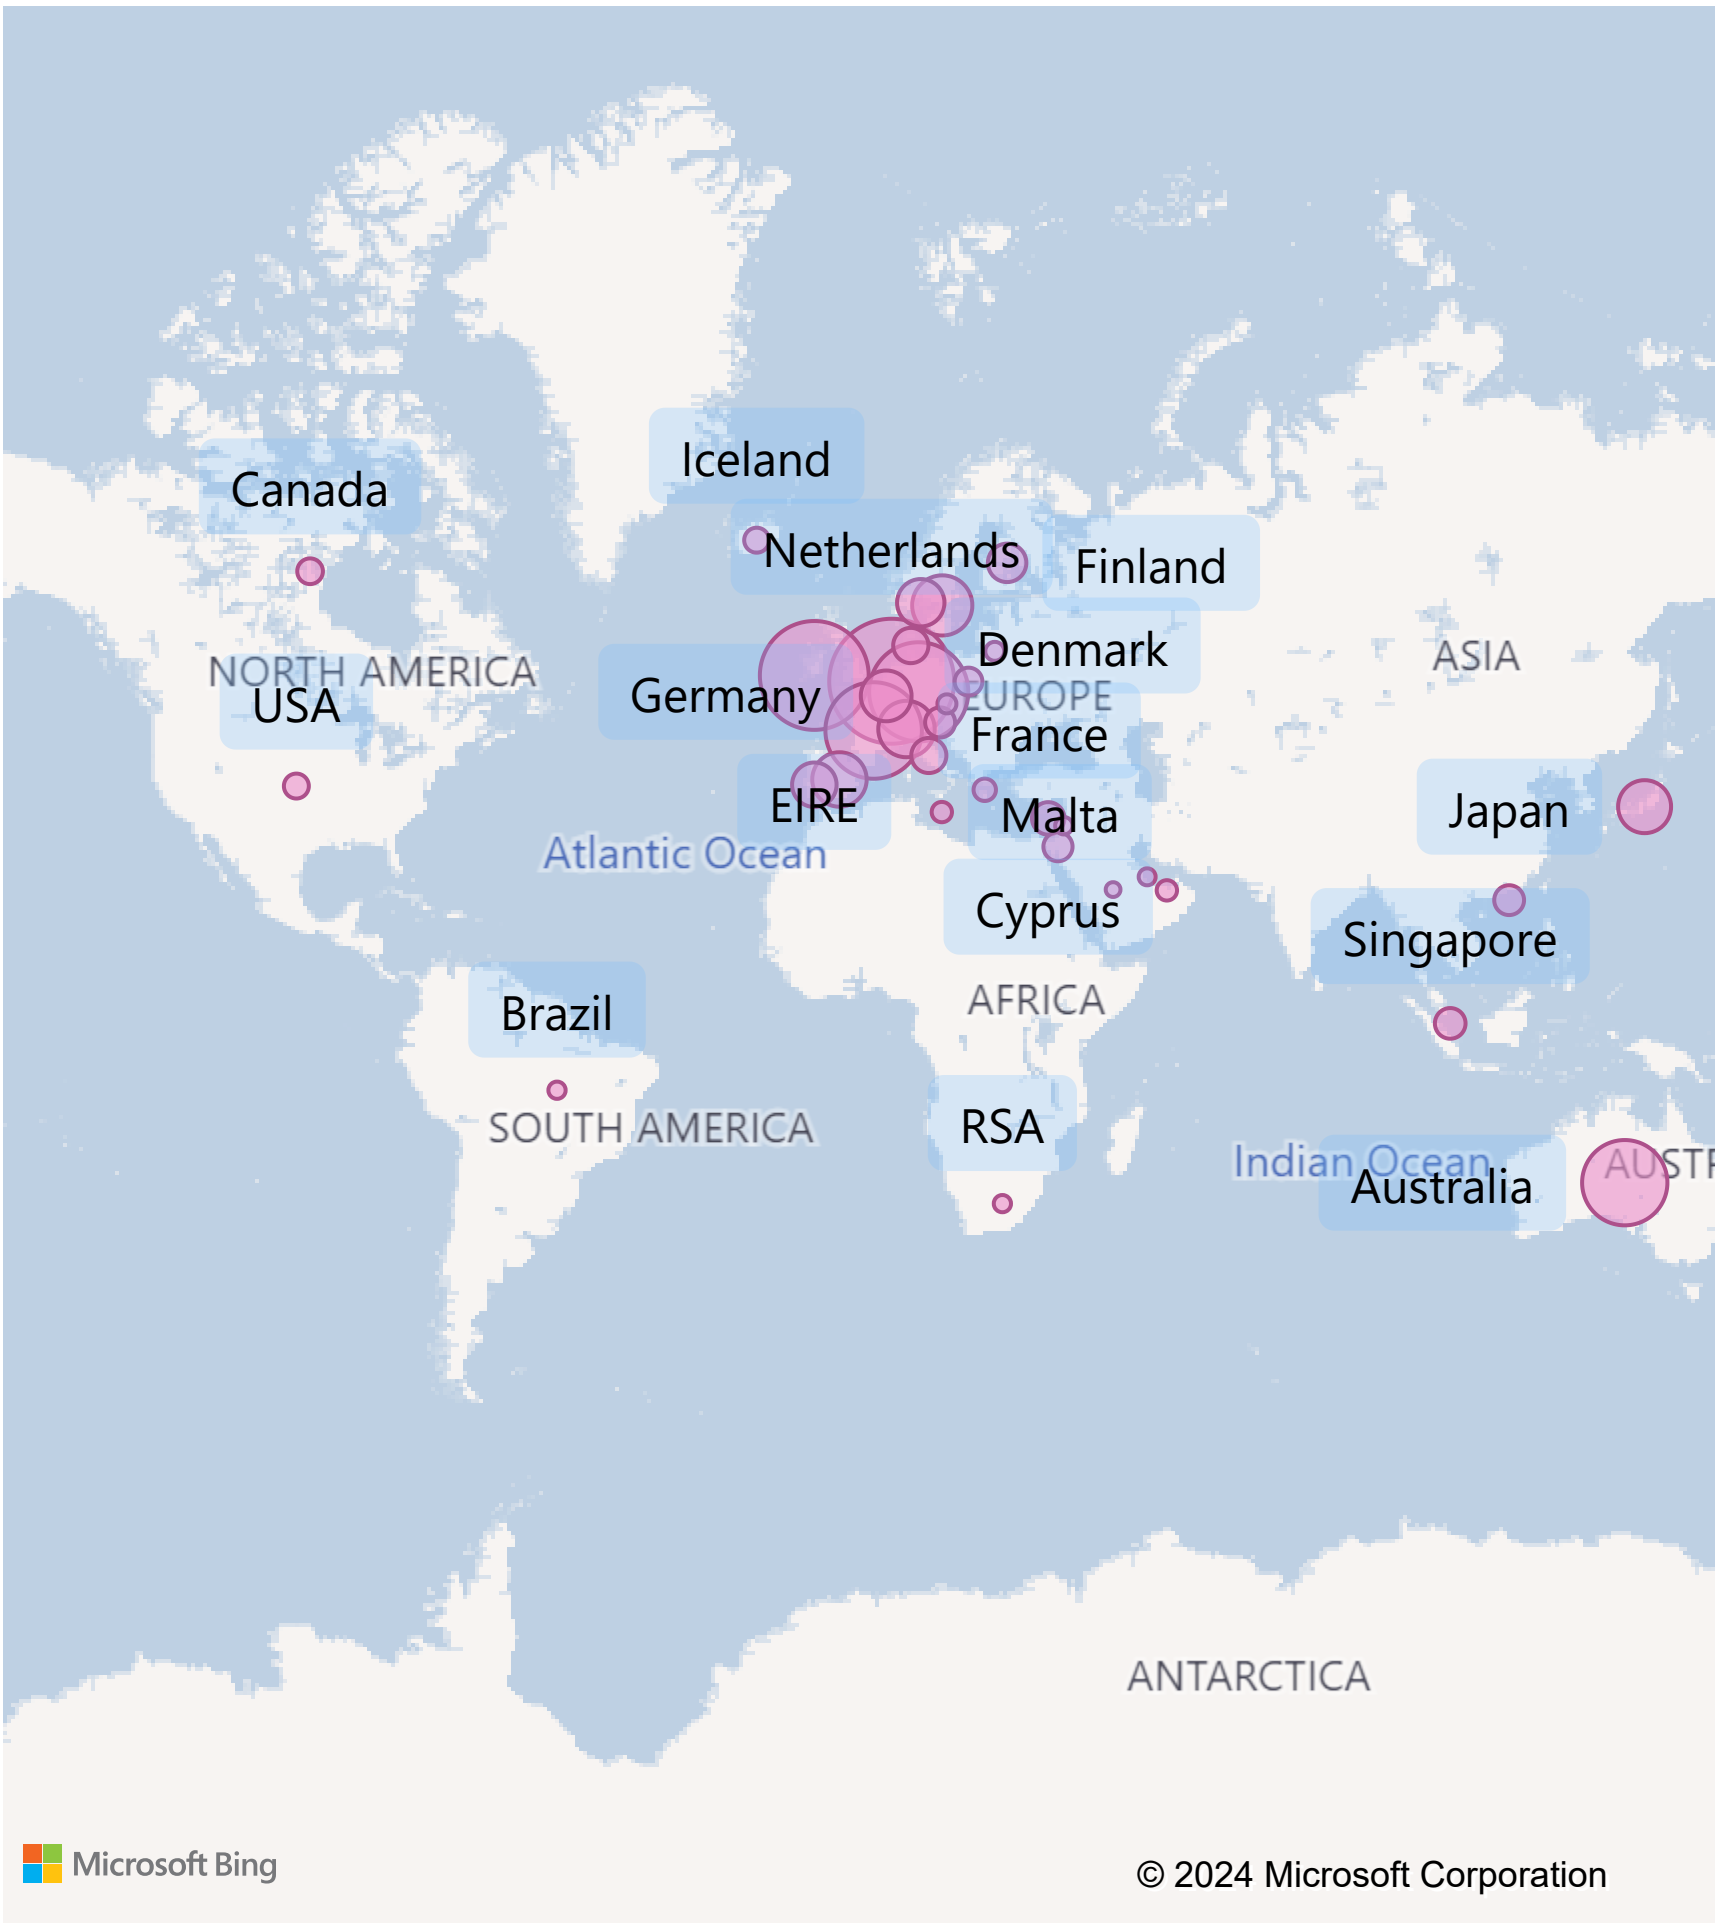 Iceland
Canada
Netherlands
Finland
Denmark
ASIA
NORTH AMERICA
USA
Germany
EUROPE
France
EIRE
Malta
Japan
Atlantic Ocean
Cyprus
Singapore
AFRICA
Brazil
SOUTH AMERICA
RSA
Indian Ocean
AUSTR
Australia
ANTARCTICA
Microsoft Bing
© 2024 Microsoft Corporation